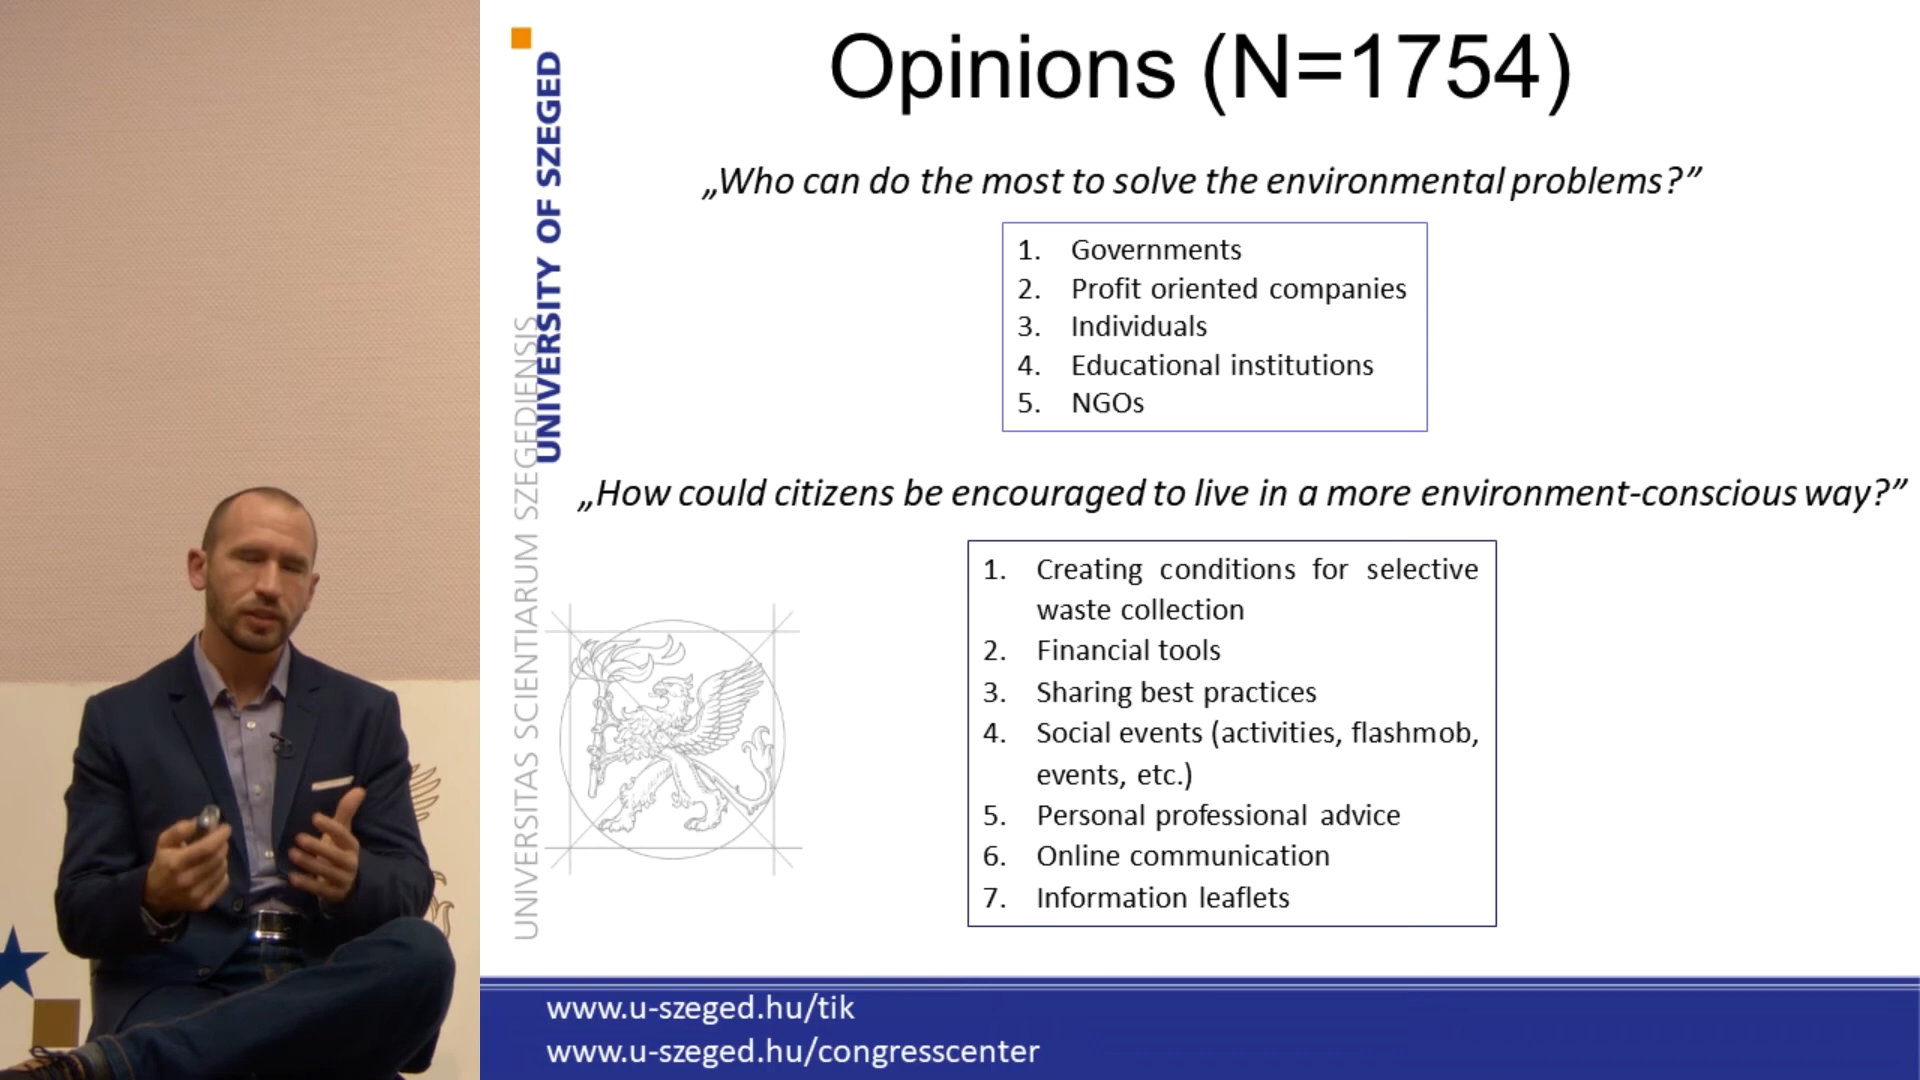 Opinions (N=1754)
UNIVERSITY OF SZEGED
UNIVERSITAS SCIENTIARUM SZEGEDIENSIS
„Who can do the most to solve the environmental problems?”
1. Governments
2. Profit oriented companies
3. Individuals
4. Educational institutions
5. NGOs
„How could citizens be encouraged to live in a more environment-conscious way?”
1. Creating conditions for selective
waste collection
2. Financial tools
3. Sharing best practices
4. Social events (activities, flashmob,
events, etc.)
5. Personal professional advice
6. Online communication
7. Information leaflets
www.u-szeged.hu/tik
www.u-szeged.hu/congresscenter